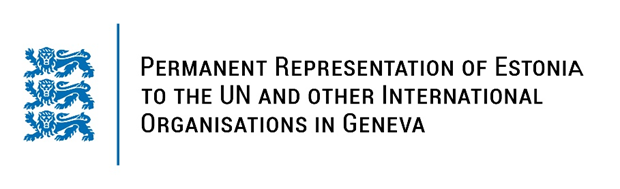 Permanent Representation of Estonia
to the UN and other International
Organisations in Geneva